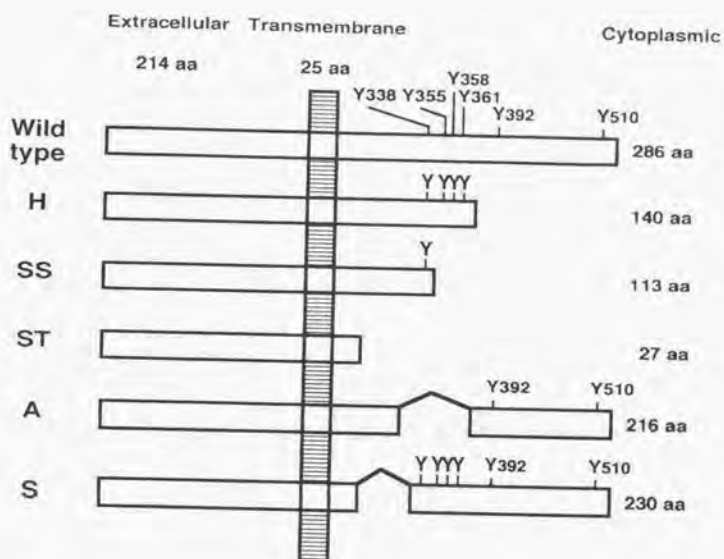 Extracellular Transmembrane Cytoplasmic
214 aa 25 aa
Y358
Y338 Y355 Y361
Y392 Y510
Wild type 286 aa
Y YYY
H 140 aa
Y
SS 113 aa
ST 27 aa
Y392 Y510
A 216 aa
Y YYY Y392 Y510
S 230 aa